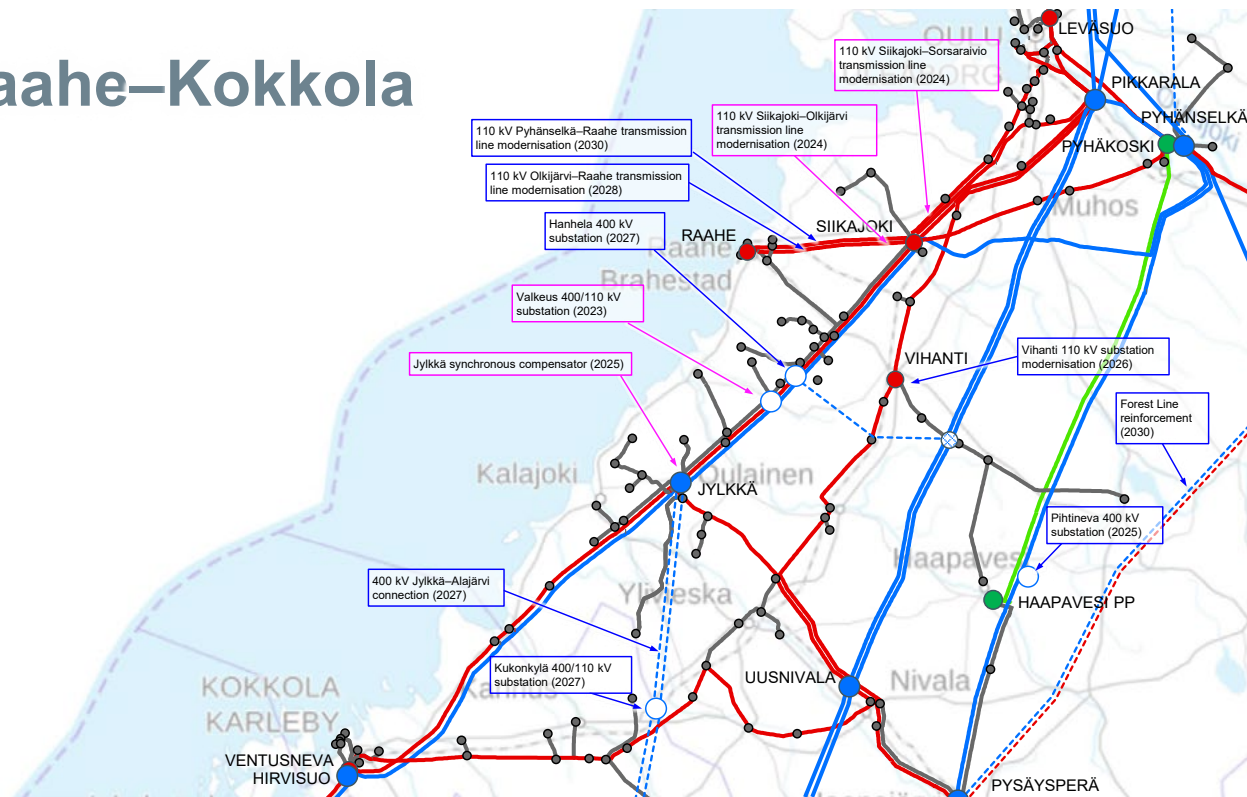 aahe–Kokkola
110 kV Siikajoki–Sorsaraivio
transmission line
modernisation (2024)
OULU
LEVÄSUO
PIKKARALA
110 kV Siikajoki–Olkijärvi
transmission line
modernisation (2024)
PYHÄNSELKÄ
110 kV Pyhänselkä–Raahe transmission
line modernisation (2030)
PYHÄKOSKI
110 kV Olkijärvi–Raahe transmission
line modernisation (2028)
Muhos
Hanhela 400 kV
substation (2027)
SIIKAJOKI
RAAHE
Raahe
Brahestad
Valkeus 400/110 kV
substation (2023)
VIHANTI
Vihanti 110 kV substation
modernisation (2026)
Jylkkä synchronous compensator (2025)
Forest Line
reinforcement
(2030)
Kalajoki
Oulainen
JYLKKÄ
Pihtineva 400 kV
substation (2025)
Haapaves
400 kV Jylkkä–Alajärvi
connection (2027)
HAAPAVESI PP
Kukonkylä 400/110 kV
substation (2027)
UUSNIVALA
Nivala
KOKKOLA
KARLEBY
VENTUSNEVA
HIRVISUO
PYSÄYSPERÄ